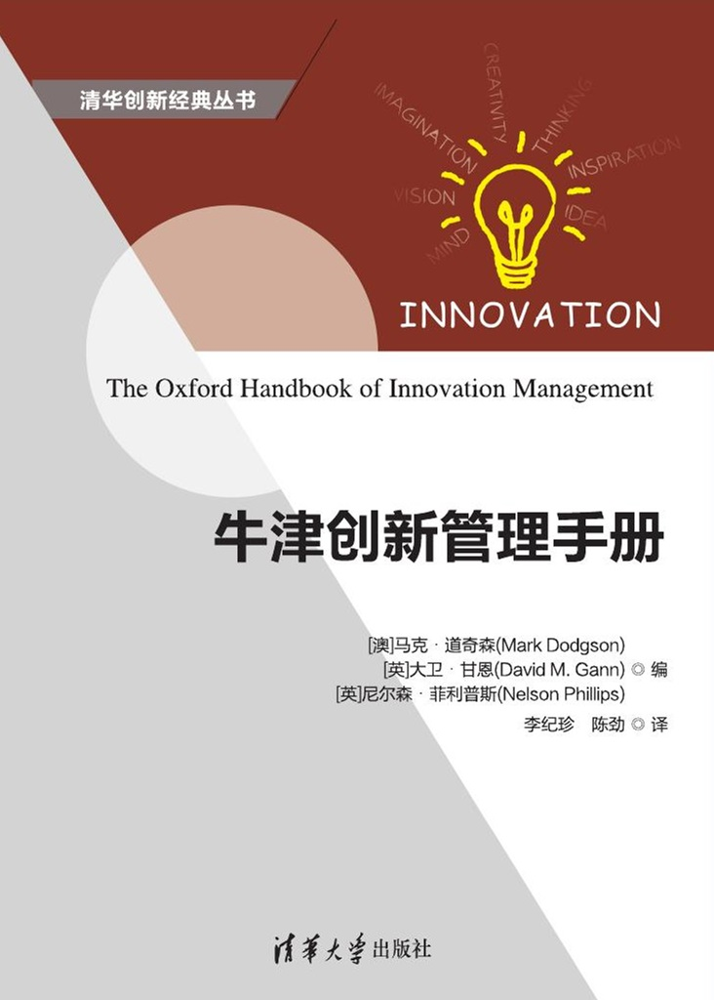 清华创新经典丛书
CREATIVITY
IMAGINATION
THINKING
INSPIRATION
VISION
IDEA
MIND
INNOVATION
The Oxford Handbook of Innovation Management
牛津创新管理手册
[澳]马克·道奇森(Mark Dodgson)
[英]大卫·甘恩(David M. Gann) ◎ 编
[英]尼尔森·菲利普斯(Nelson Phillips)
李纪珍 陈劲 ◎ 译
清华大学出版社